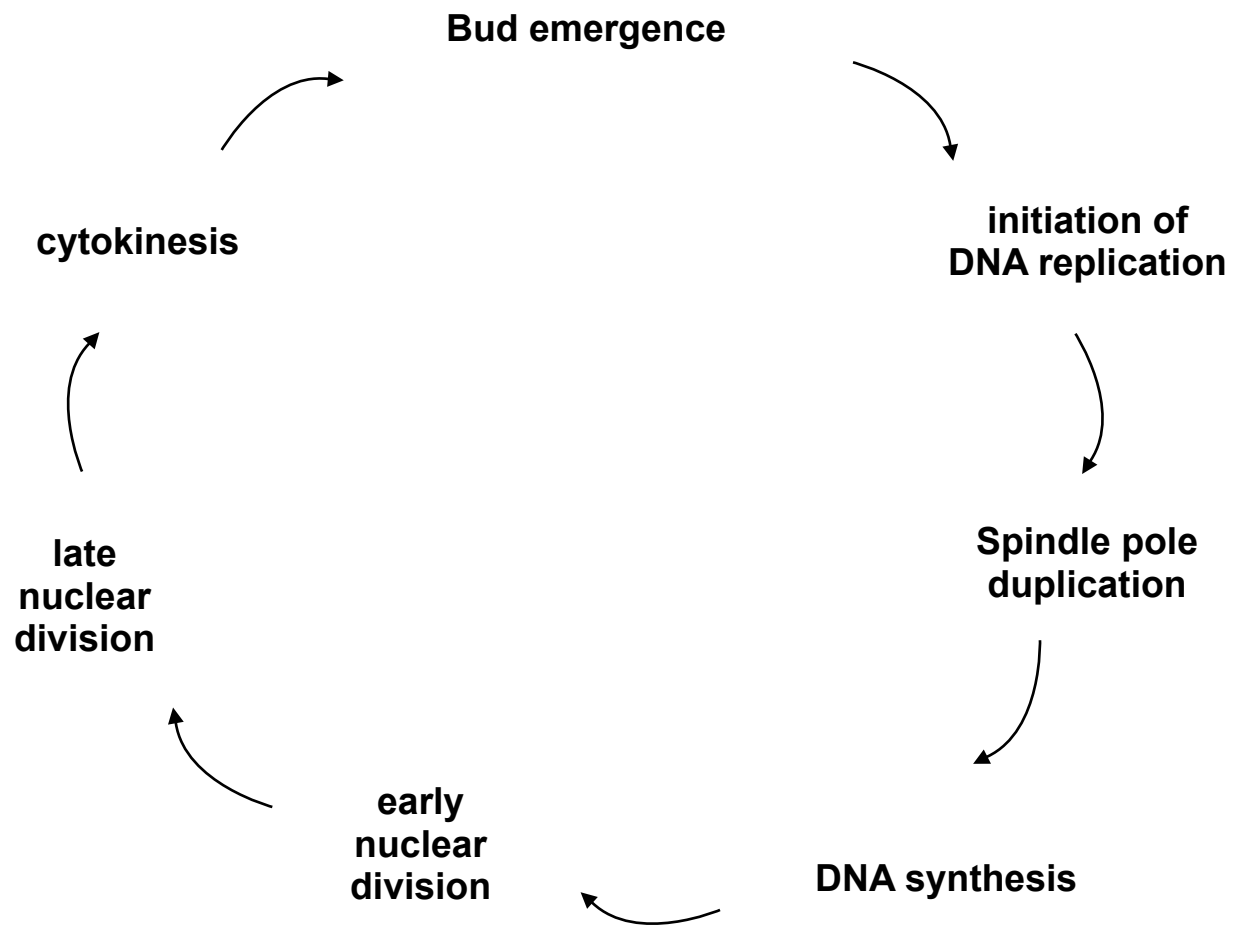 Bud emergence
initiation of
DNA replication
Spindle pole
duplication
DNA synthesis
early
nuclear
division
late
nuclear
division
cytokinesis